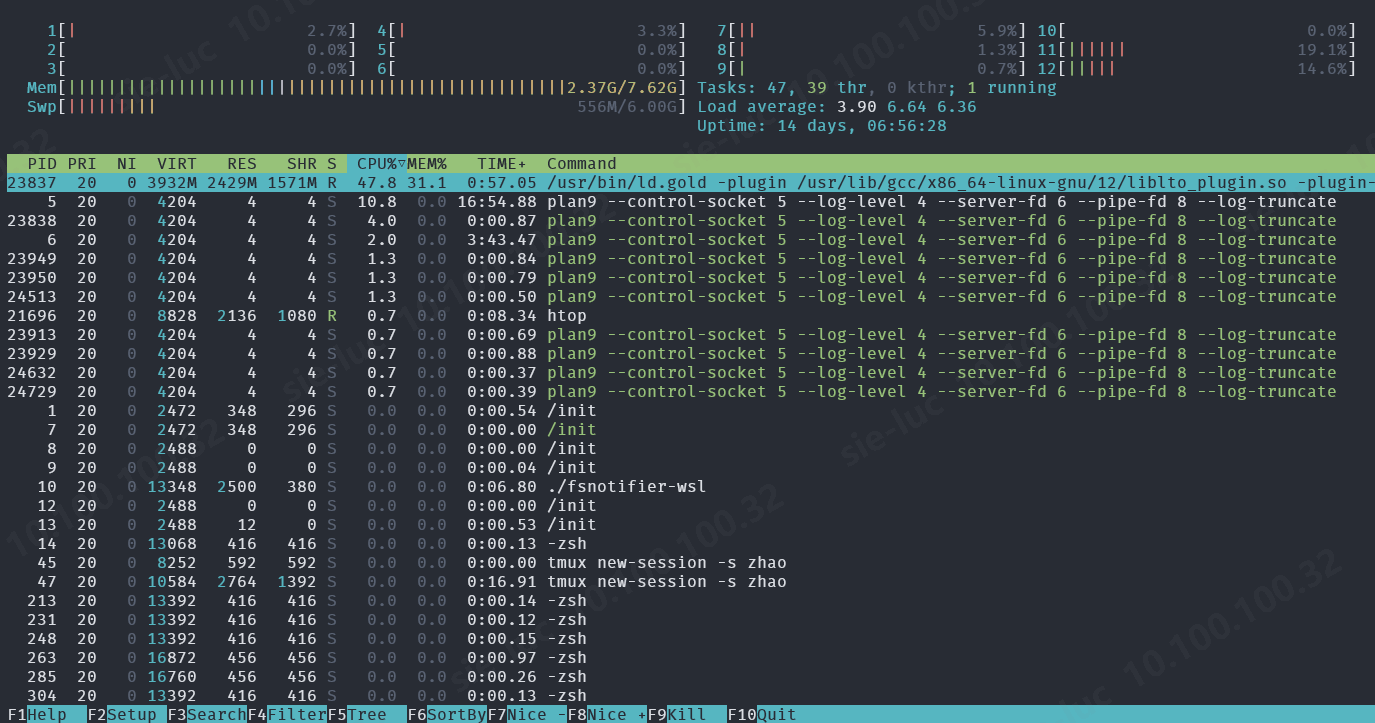 1[| 2.7%] 4[| 3.3%] 7[|| 5.9%] 10[ 0.0%]
2[ 0.0%] 5[ 0.0%] 8[| 1.3%] 11[|||||| 19.1%]
3[ 0.0%] 6[ 0.0%] 9[| 0.7%] 12[||||| 14.6%]
Mem[||||||||||||||||||||||||||||||||||||||||||||||||||2.37G/7.62G] Tasks: 47, 39 thr, 0 kthr; 1 running
Swp[||||||||| 556M/6.00G] Load average: 3.90 6.64 6.36
Uptime: 14 days, 06:56:28
PID PRI NI VIRT RES SHR S CPU%▽MEM% TIME+ Command
23837 20 0 3932M 2429M 1571M R 47.8 31.1 0:57.05 /usr/bin/ld.gold -plugin /usr/lib/gcc/x86_64-linux-gnu/12/liblto_plugin.so -plugin-
5 20 0 4204 4 4 S 10.8 0.0 16:54.88 plan9 --control-socket 5 --log-level 4 --server-fd 6 --pipe-fd 8 --log-truncate
23838 20 0 4204 4 4 S 4.0 0.0 0:00.87 plan9 --control-socket 5 --log-level 4 --server-fd 6 --pipe-fd 8 --log-truncate
6 20 0 4204 4 4 S 2.0 0.0 3:43.47 plan9 --control-socket 5 --log-level 4 --server-fd 6 --pipe-fd 8 --log-truncate
23949 20 0 4204 4 4 S 1.3 0.0 0:00.84 plan9 --control-socket 5 --log-level 4 --server-fd 6 --pipe-fd 8 --log-truncate
23950 20 0 4204 4 4 S 1.3 0.0 0:00.79 plan9 --control-socket 5 --log-level 4 --server-fd 6 --pipe-fd 8 --log-truncate
24513 20 0 4204 4 4 S 1.3 0.0 0:00.50 plan9 --control-socket 5 --log-level 4 --server-fd 6 --pipe-fd 8 --log-truncate
21696 20 0 8828 2136 1080 R 0.7 0.0 0:08.34 htop
23913 20 0 4204 4 4 S 0.7 0.0 0:00.69 plan9 --control-socket 5 --log-level 4 --server-fd 6 --pipe-fd 8 --log-truncate
23929 20 0 4204 4 4 S 0.7 0.0 0:00.88 plan9 --control-socket 5 --log-level 4 --server-fd 6 --pipe-fd 8 --log-truncate
24632 20 0 4204 4 4 S 0.7 0.0 0:00.37 plan9 --control-socket 5 --log-level 4 --server-fd 6 --pipe-fd 8 --log-truncate
24729 20 0 4204 4 4 S 0.7 0.0 0:00.39 plan9 --control-socket 5 --log-level 4 --server-fd 6 --pipe-fd 8 --log-truncate
1 20 0 2472 348 296 S 0.0 0.0 0:00.54 /init
7 20 0 2472 348 296 S 0.0 0.0 0:00.00 /init
8 20 0 2488 0 0 S 0.0 0.0 0:00.00 /init
9 20 0 2488 0 0 S 0.0 0.0 0:00.04 /init
10 20 0 13348 2500 380 S 0.0 0.0 0:06.80 ./fsnotifier-wsl
12 20 0 2488 0 0 S 0.0 0.0 0:00.00 /init
13 20 0 2488 12 0 S 0.0 0.0 0:00.53 /init
14 20 0 13068 416 416 S 0.0 0.0 0:00.13 -zsh
45 20 0 8252 592 592 S 0.0 0.0 0:00.00 tmux new-session -s zhao
47 20 0 10584 2764 1392 S 0.0 0.0 0:16.91 tmux new-session -s zhao
213 20 0 13392 416 416 S 0.0 0.0 0:00.14 -zsh
231 20 0 13392 416 416 S 0.0 0.0 0:00.12 -zsh
248 20 0 13392 416 416 S 0.0 0.0 0:00.15 -zsh
263 20 0 16872 456 456 S 0.0 0.0 0:00.97 -zsh
285 20 0 16760 456 456 S 0.0 0.0 0:00.26 -zsh
304 20 0 13392 416 416 S 0.0 0.0 0:00.13 -zsh
F1Help F2Setup F3SearchF4FilterF5Tree F6SortByF7Nice -F8Nice +F9Kill F10Quit